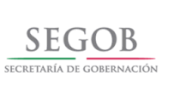 SEGOB
SECRETARÍA DE GOBERNACIÓN